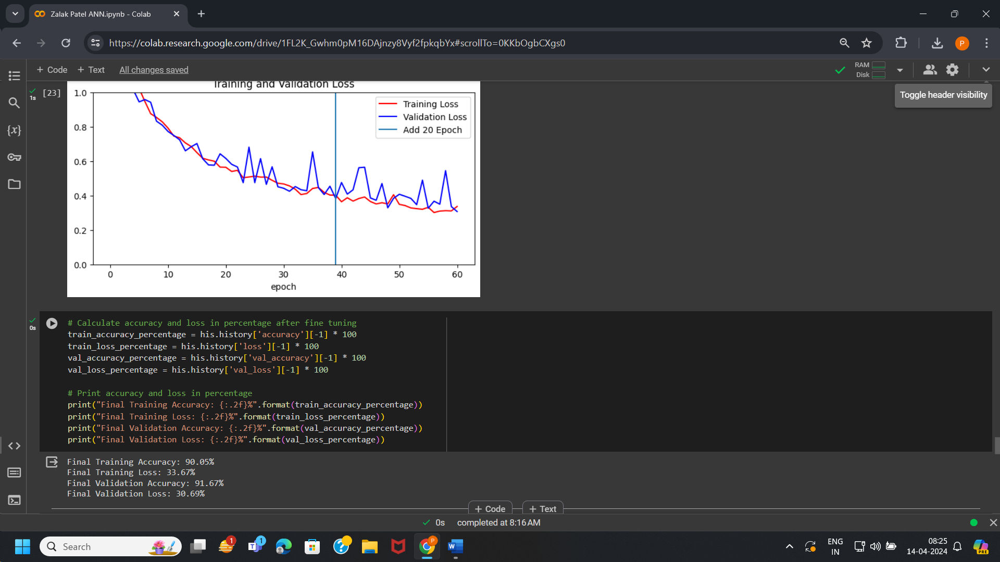 Zalak Patel ANN.ipynb - Colab
https://colab.research.google.com/drive/1FL2K_Gwhm0pM16DAjnzy8Vyf2fpkqbYx#scrollTo=0KKbOgbCXgs0
P
+ Code + Text All changes saved
RAM
Disk
Toggle header visibility
1s
[23]
Training and Validation Loss
1.0
0.8
0.6
0.4
0.2
0.0
Training Loss
Validation Loss
Add 20 Epoch
0 10 20 30 40 50 60
epoch
{x}
0s
# Calculate accuracy and loss in percentage after fine tuning
train_accuracy_percentage = his.history['accuracy'][-1] * 100
train_loss_percentage = his.history['loss'][-1] * 100
val_accuracy_percentage = his.history['val_accuracy'][-1] * 100
val_loss_percentage = his.history['val_loss'][-1] * 100
# Print accuracy and loss in percentage
print("Final Training Accuracy: {:.2f}%".format(train_accuracy_percentage))
print("Final Training Loss: {:.2f}%".format(train_loss_percentage))
print("Final Validation Accuracy: {:.2f}%".format(val_accuracy_percentage))
print("Final Validation Loss: {:.2f}%".format(val_loss_percentage))
Final Training Accuracy: 90.05%
Final Training Loss: 33.67%
Final Validation Accuracy: 91.67%
Final Validation Loss: 30.69%
+ Code + Text
0s completed at 8:16 AM
Search
1
1
T
P
W
ENG
IN
08:25
14-04-2024
PRE